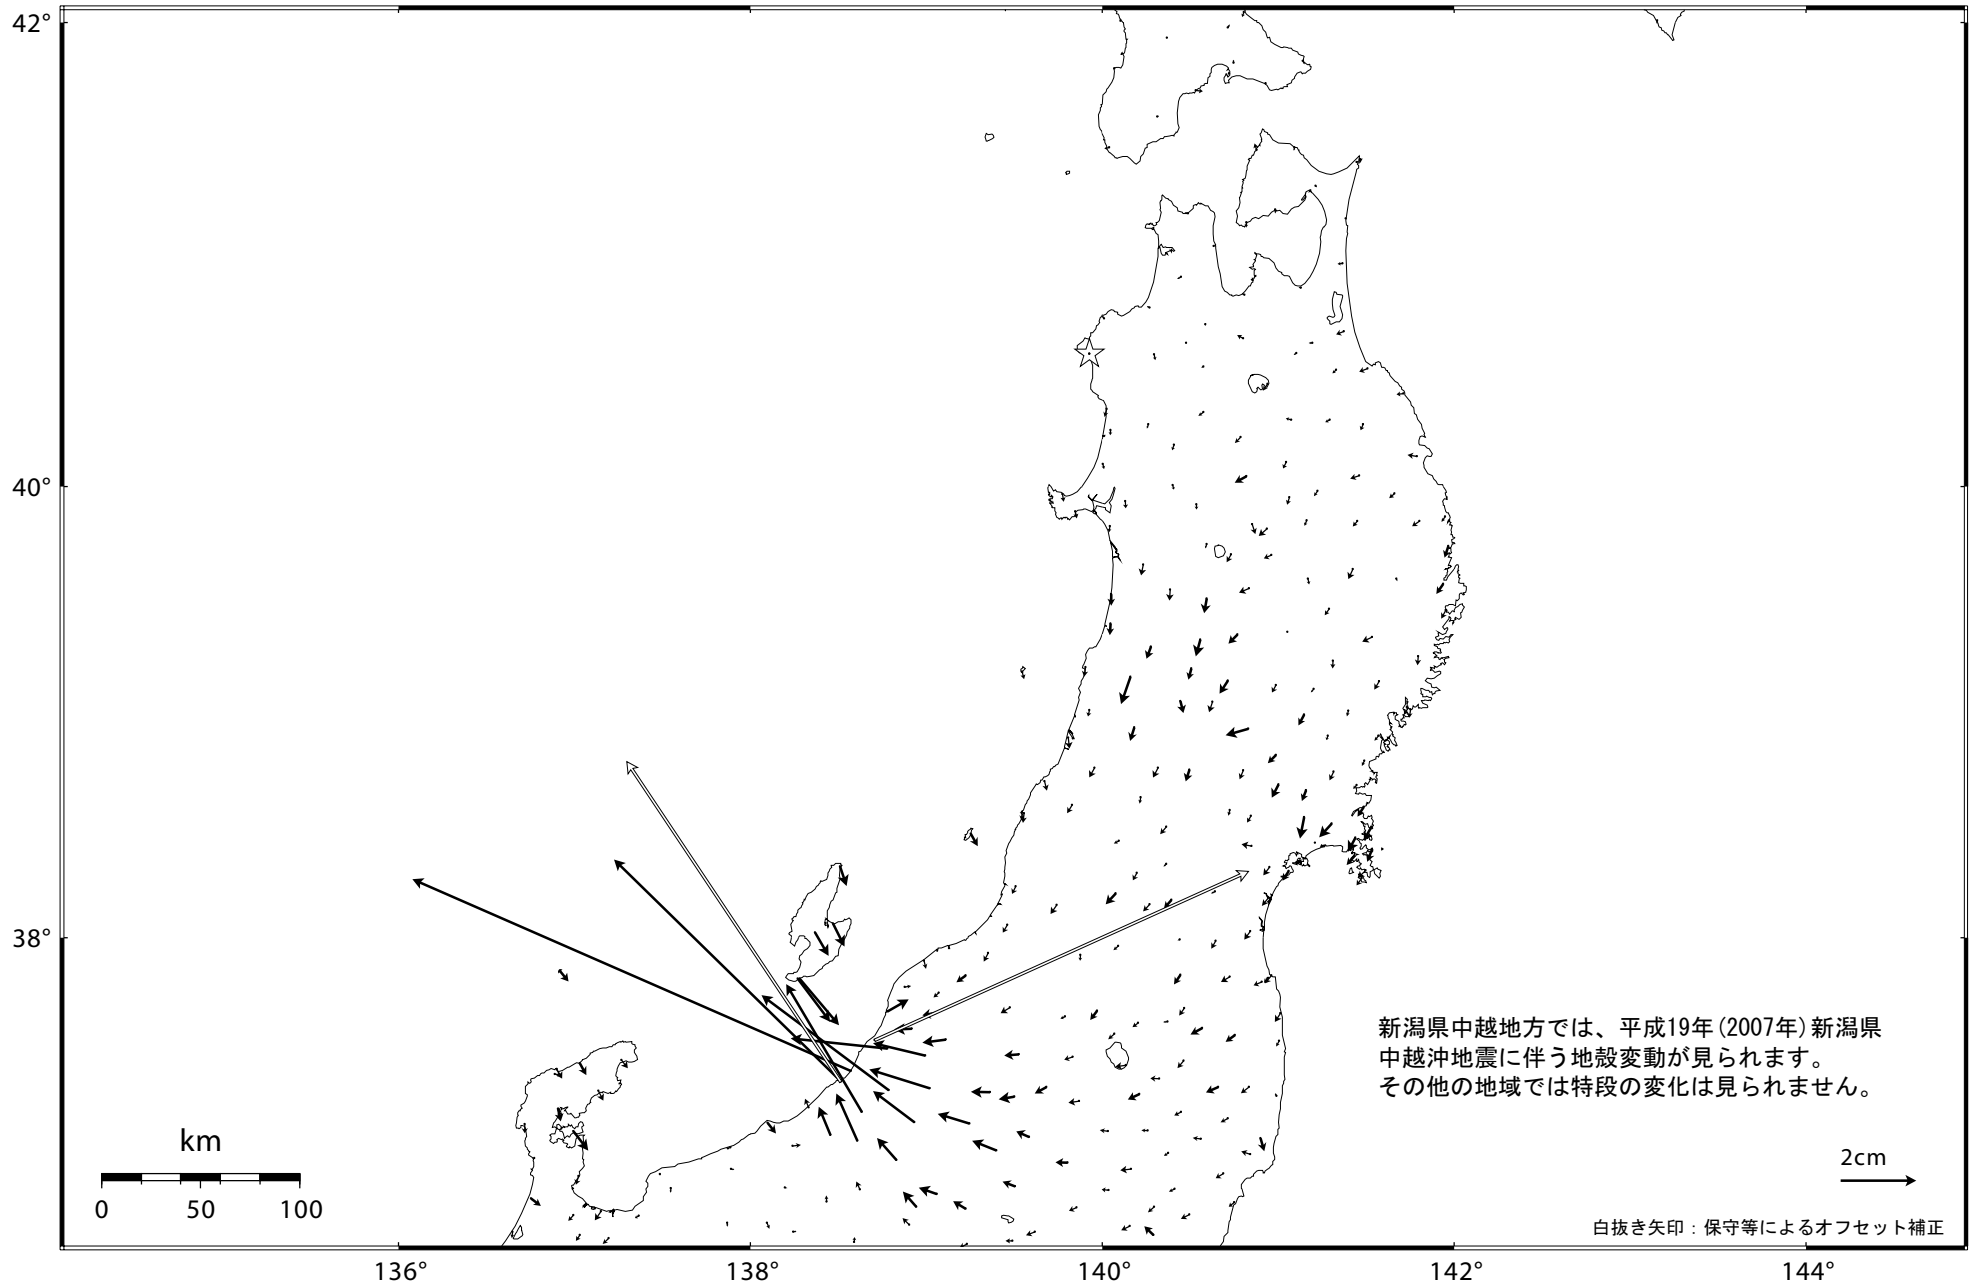 42°
40°
38°
新潟県中越地方では、平成19年(2007年)新潟県
中越沖地震に伴う地殻変動が見られます。
その他の地域では特段の変化は見られません。
km
0 50 100
2cm
白抜き矢印：保守等によるオフセット補正
136° 138° 140° 142° 144°